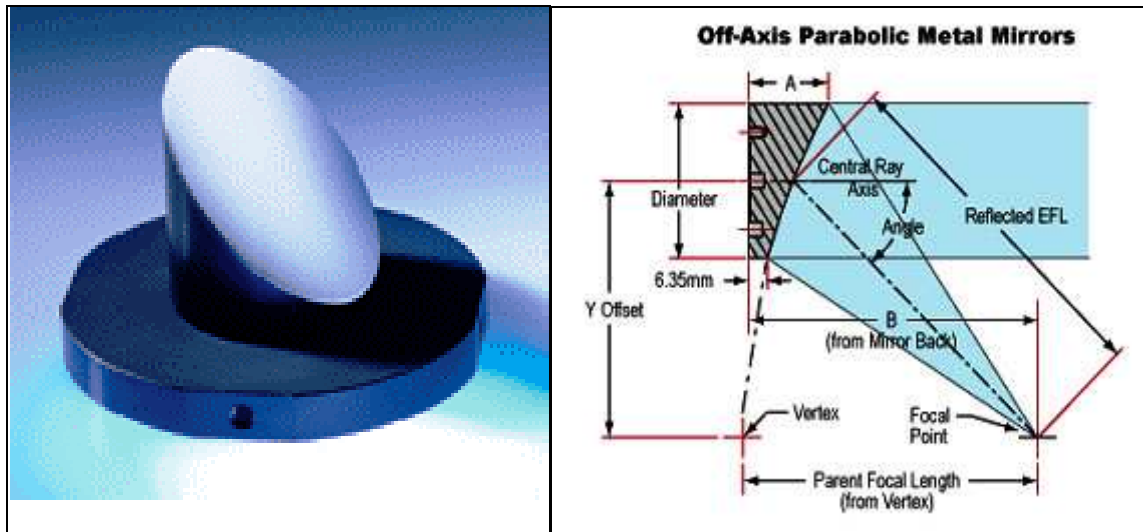 Off-Axis Parabolic Metal Mirrors
A
Central Ray
Axis
Diameter
Reflected EFL
Angle
6.35mm
Y Offset
B
(from Mirror Back)
Vertex
Focal
Point
Parent Focal Length
(from Vertex)